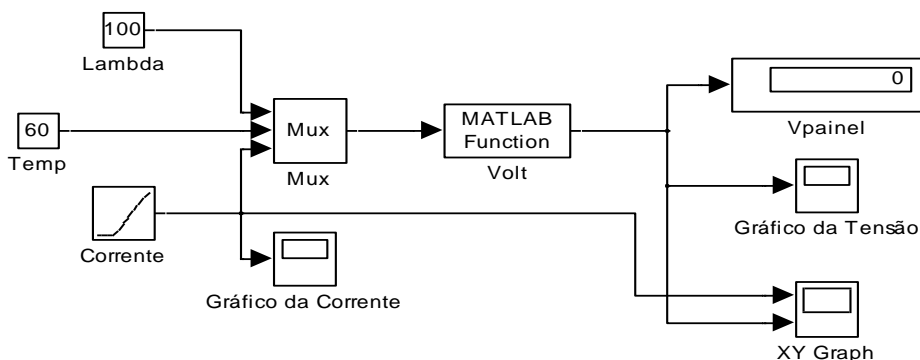 100
Lambda
60
Temp
Corrente
Mux
Mux
Gráfico da Corrente
MATLAB
Function
Volt
0
Vpainel
Gráfico da Tensão
XY Graph